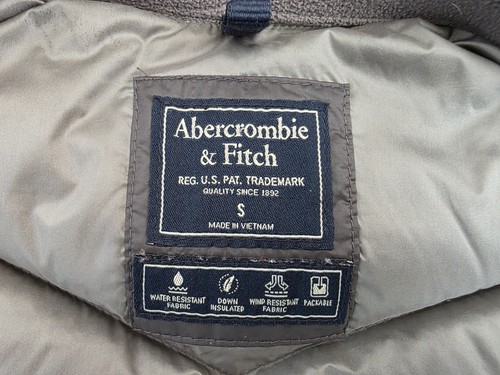 Abercrombie
& Fitch
REG. U.S. PAT. TRADEMARK
QUALITY SINCE 1892
S
MADE IN VIETNAM
WATER RESISTANT
FABRIC
DOWN
INSULATED
WIND RESISTANT
FABRIC
PACKABLE